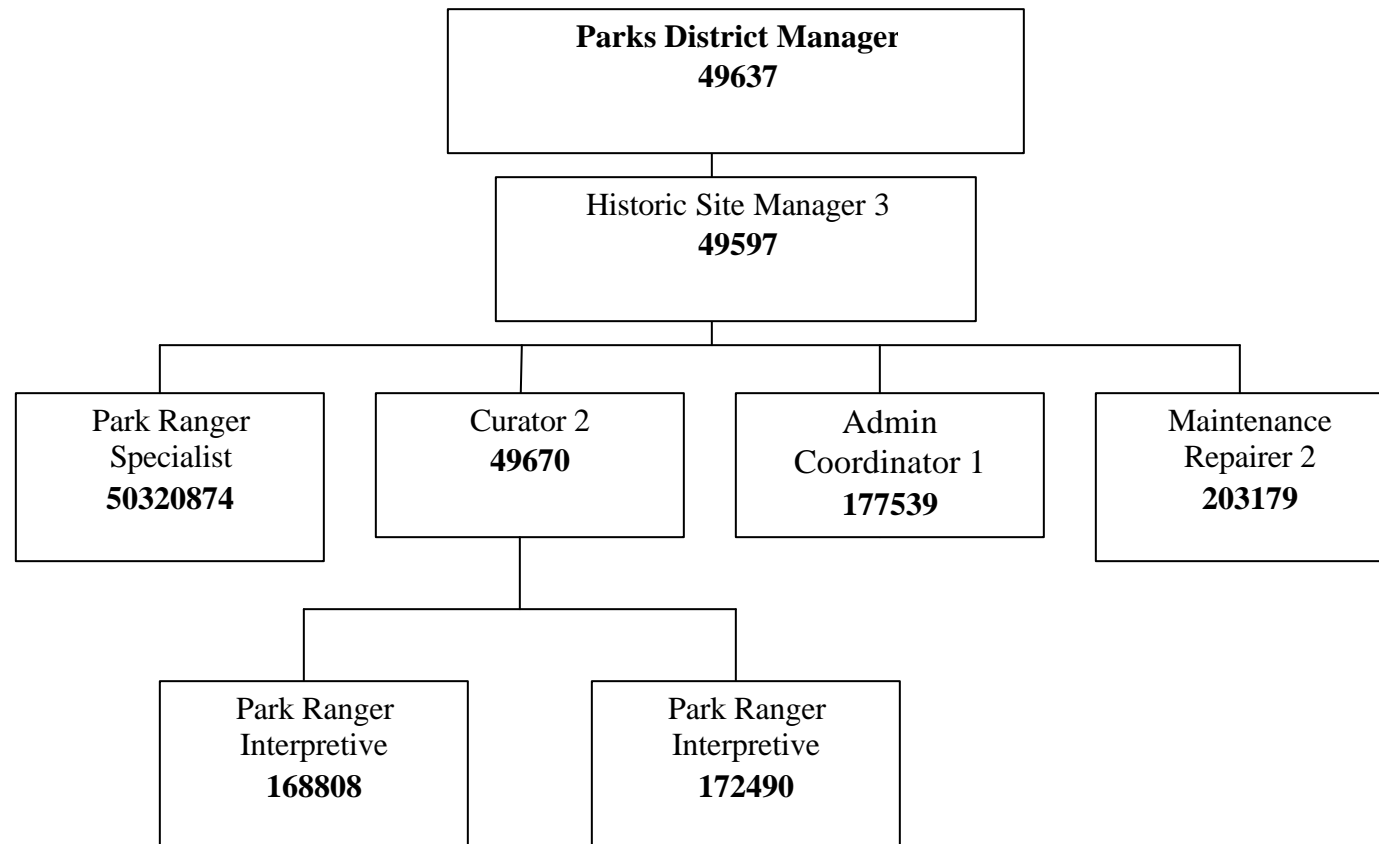 Parks District Manager
49637
Historic Site Manager 3
49597
Park Ranger
Specialist
50320874
Curator 2
49670
Admin
Coordinator 1
177539
Maintenance
Repairer 2
203179
Park Ranger
Interpretive
168808
Park Ranger
Interpretive
172490